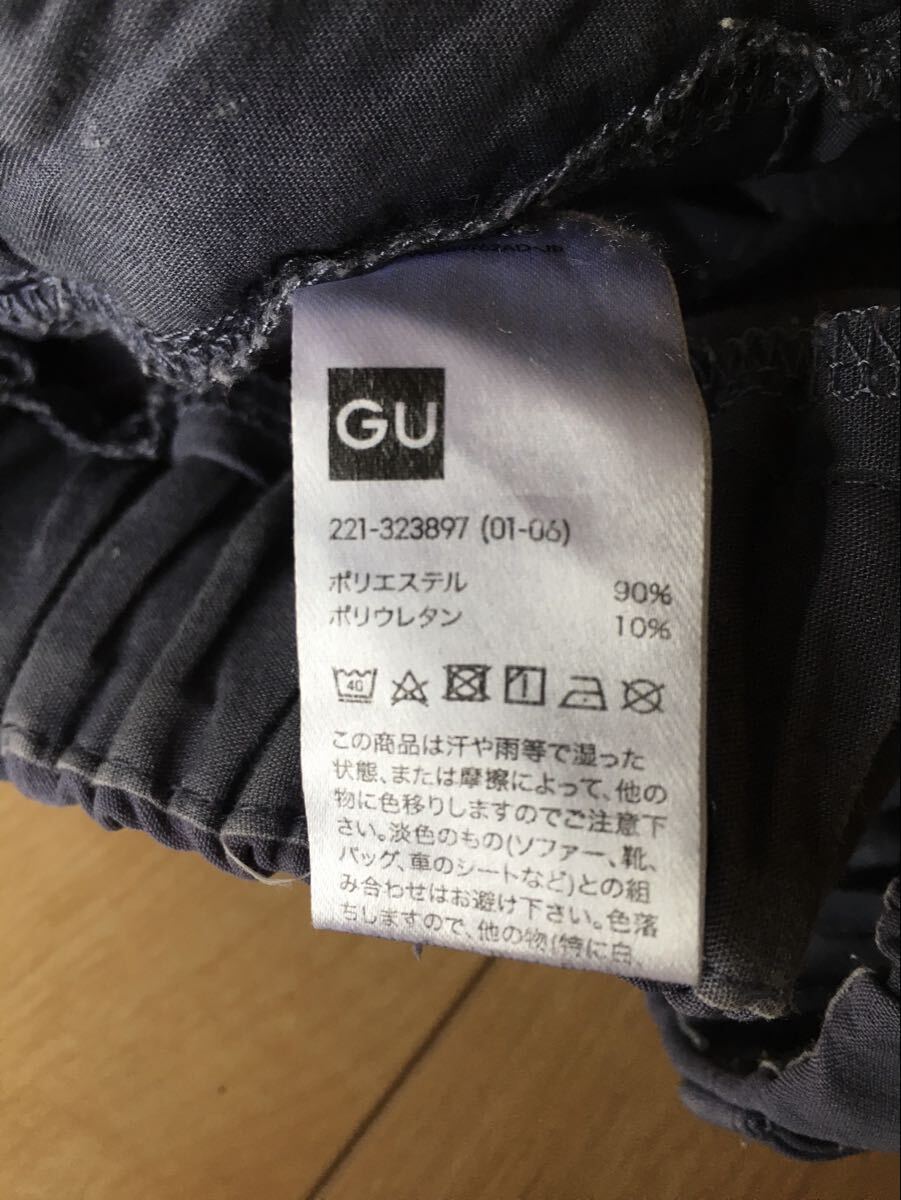 GU
221-323897 (01-06)
ポリエステル 90%
ポリウレタン 10%
40
この商品は汗や雨等で湿った
状態、または摩擦によって、他の
物に色移りしますのでご注意下
さい。淡色のもの(ソファー、靴、
バッグ、車のシートなど)との組
み合わせはお避け下さい。色落
ちしますので、他の物(特に白、